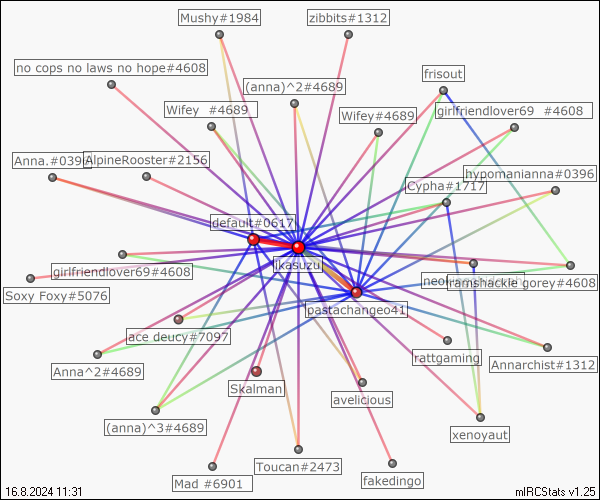 Mushy#1984
zibbits#1312
no cops no laws no hope#4608
frisout
(anna)^2#4689
Wifey #4689
Wifey#4689
girlfriendlover69 #4608
Anna.#0396
AlpineRooster#2156
hypomanianna#0396
Cypha#1717
default#0617
ikasuzu
girlfriendlover69#4608
ramshackle gorey#4608
Soxy Foxy#5076
pastachangeo41
ace deucy#7097
rattgaming
Anna^2#4689
Annarchist#1312
Skalman
avelicious
(anna)^3#4689
xenoyaut
Toucan#2473
Mad #6901
fakedingo
16.8.2024 11:31
mIRCStats v1.25